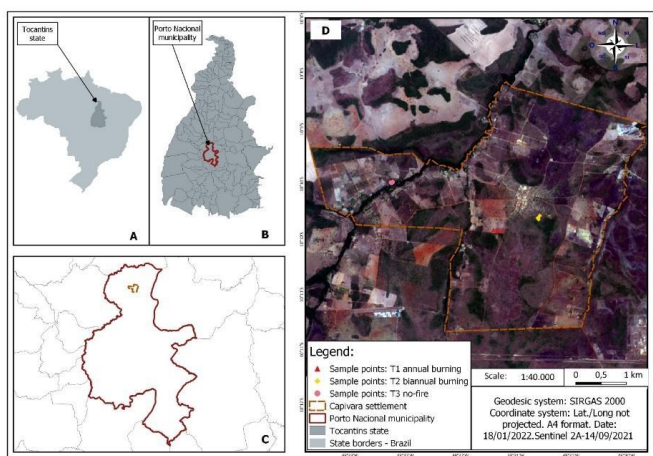 Tocantins
state
Porto Nacional
municipality
A
B
C
D
N
Legend:
Sample points: T1 annual burning
Sample points: T2 biannual burning
Sample points: T3 no-fire
Capivara settlement
Porto Nacional municipality
Tocantins state
State borders - Brazil
Scale: 1:40.000
0 0,5 1 km
Geodesic system: SIRGAS 2000
Coordinate system: Lat./Long not
projected. A4 format. Date:
18/01/2022.Sentinel 2A-14/09/2021